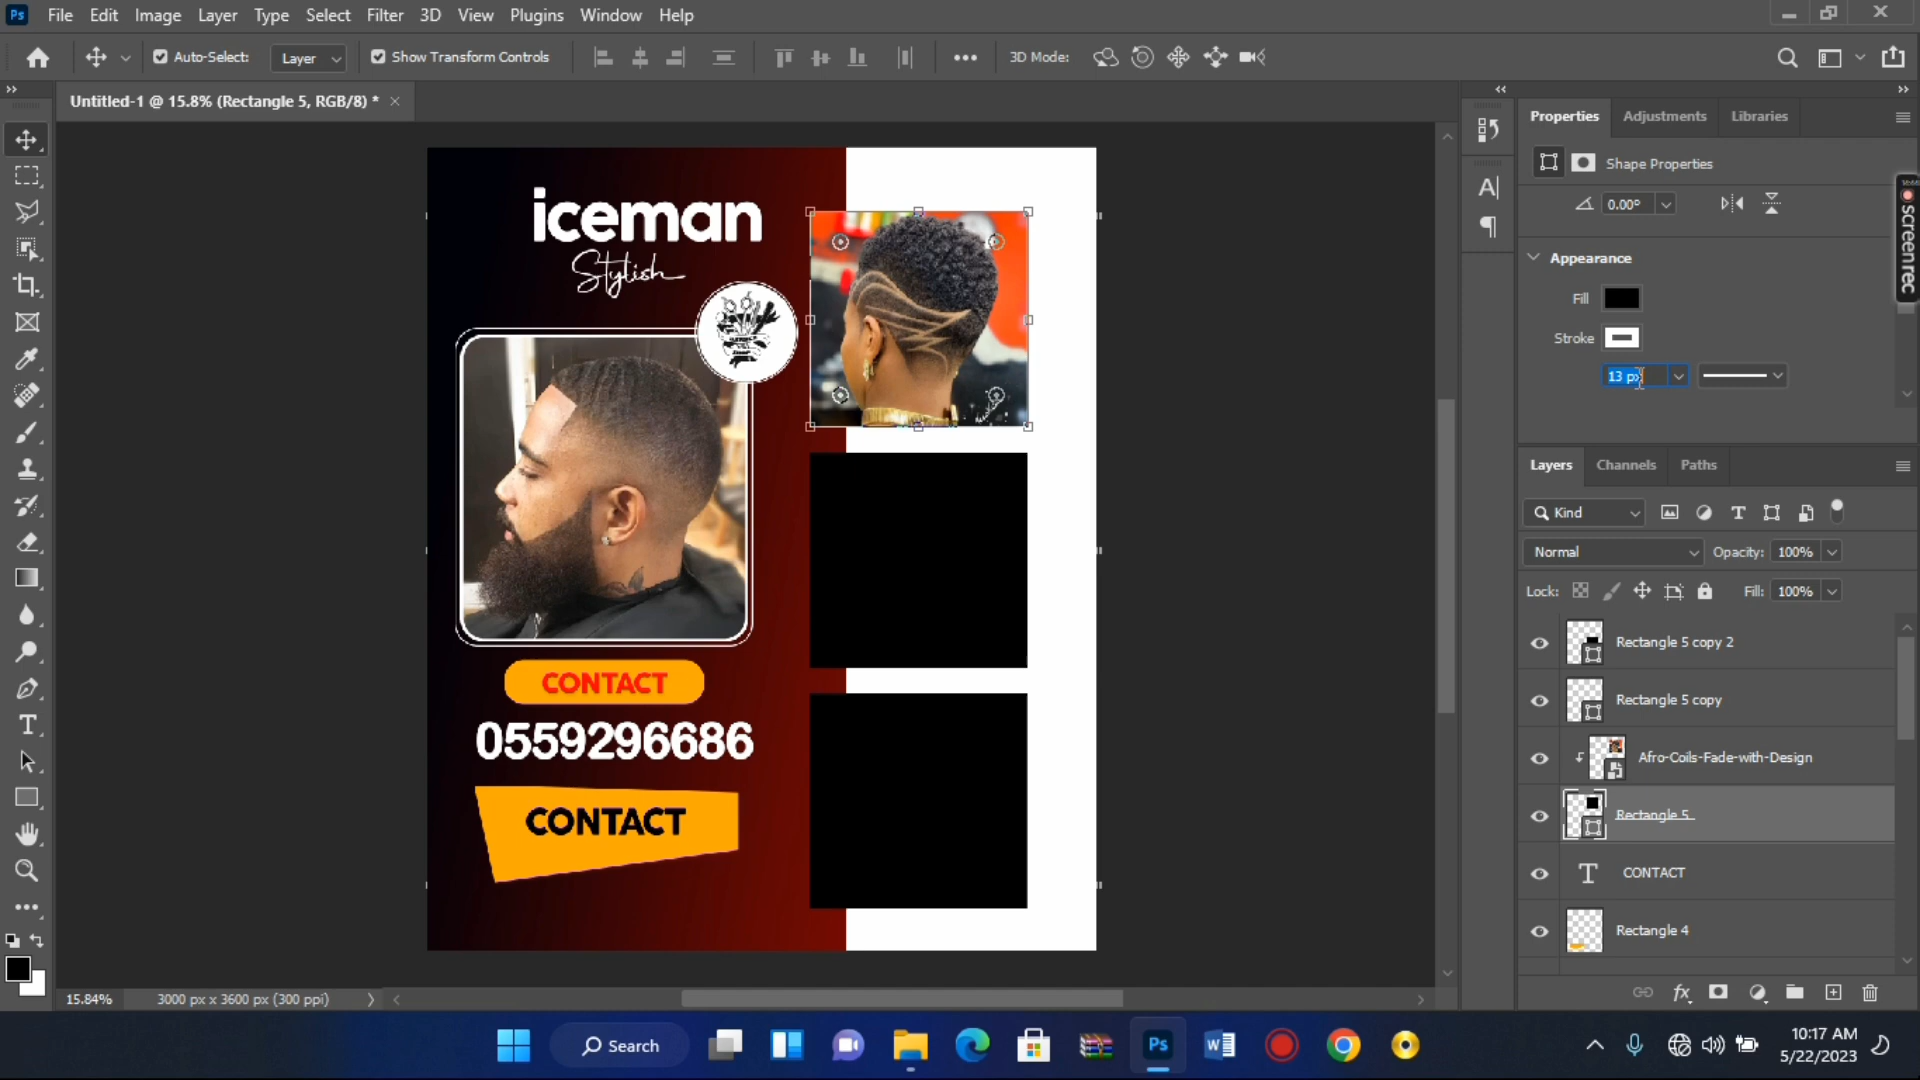 Ps File Edit Image Layer Type Select Filter 3D View Plugins Window Help
Auto-Select: Layer Show Transform Controls 3D Mode:
Untitled-1 @ 15.8% (Rectangle 5, RGB/8) *
Properties Adjustments Libraries
Shape Properties
0.00°
Appearance
Fill
Stroke
13 px
screenrec
iceman
Stylish
CONTACT
0559296686
CONTACT
Layers Channels Paths
Kind
Normal Opacity: 100%
Lock: Fill: 100%
Rectangle 5 copy 2
Rectangle 5 copy
Afro-Coils-Fade-with-Design
Rectangle 5
CONTACT
Rectangle 4
15.84% 3000 px x 3600 px (300 ppi)
Search
10:17 AM
5/22/2023